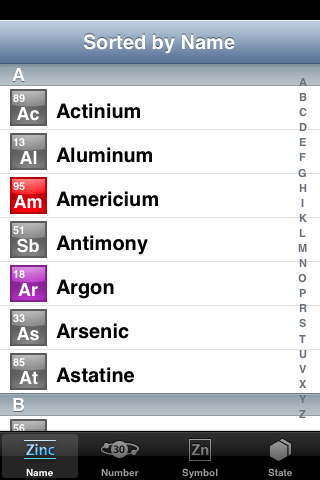 Sorted by Name
A
89
Ac
Actinium
13
Al
Aluminum
95
Am
Americium
51
Sb
Antimony
18
Ar
Argon
33
As
Arsenic
85
At
Astatine
B
56
A
B
C
D
E
F
G
H
I
K
L
M
N
O
P
R
S
T
U
V
X
Y
Z
Zinc
30
Zn
Name
Number
Symbol
State